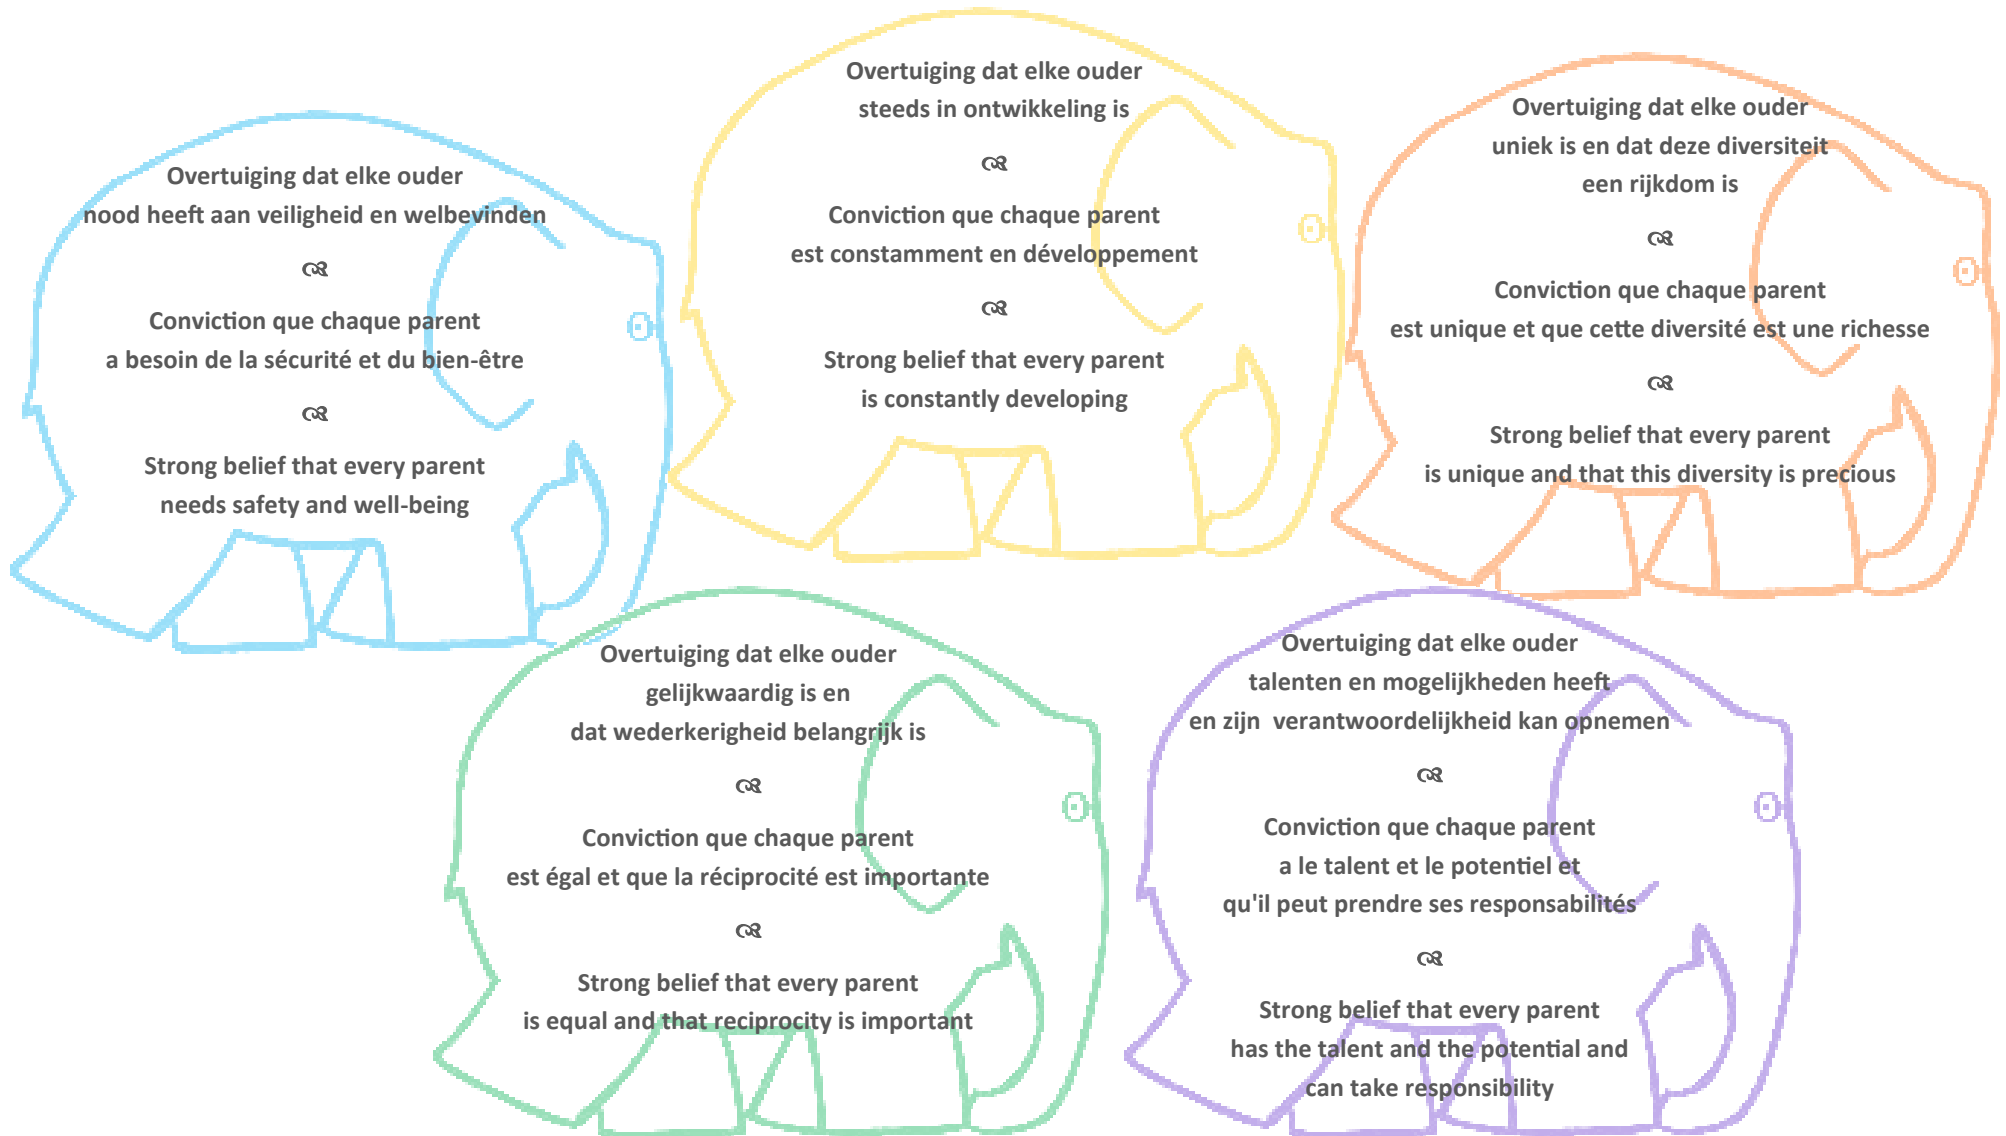 Overtuiging dat elke ouder
nood heeft aan veiligheid en welbevinden
Conviction que chaque parent
a besoin de la sécurité et du bien-être
Strong belief that every parent
needs safety and well-being
Overtuiging dat elke ouder
steeds in ontwikkeling is
Conviction que chaque parent
est constamment en développement
Strong belief that every parent
is constantly developing
Overtuiging dat elke ouder
uniek is en dat deze diversiteit
een rijkdom is
Conviction que chaque parent
est unique et que cette diversité est une richesse
Strong belief that every parent
is unique and that this diversity is precious
Overtuiging dat elke ouder
gelijkwaardig is en
dat wederkerigheid belangrijk is
Conviction que chaque parent
est égal et que la réciprocité est importante
Strong belief that every parent
is equal and that reciprocity is important
Overtuiging dat elke ouder
talenten en mogelijkheden heeft
en zijn  verantwoordelijkheid kan opnemen
Conviction que chaque parent
a le talent et le potentiel et
qu'il peut prendre ses responsabilités
Strong belief that every parent
has the talent and the potential and
can take responsibility